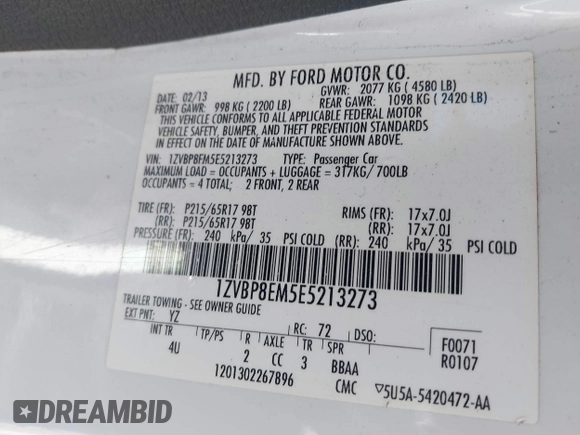 MFD. BY FORD MOTOR CO.
DATE: 02/13 GVWR: 2077 KG ( 4580 LB)
FRONT GAWR: 998 KG ( 2200 LB) REAR GAWR: 1098 KG ( 2420 LB)
THIS VEHICLE CONFORMS TO ALL APPLICABLE FEDERAL MOTOR
VEHICLE SAFETY, BUMPER, AND THEFT PREVENTION STANDARDS
IN EFFECT ON THE DATE OF MANUFACTURE SHOWN ABOVE.
VIN: 1ZVBP8EM5E5213273 TYPE: Passenger Car
MAXIMUM LOAD = OCCUPANTS + LUGGAGE = 317KG/ 700LB
OCCUPANTS = 4 TOTAL; 2 FRONT, 2 REAR
TIRE (FR): P215/65R17 98T RIMS (FR): 17x7.0J
(RR): P215/65R17 98T (RR): 17x7.0J
PRESSURE (FR): 240 kPa/ 35 PSI COLD (RR): 240 kPa/ 35 PSI COLD
1ZVBP8EM5E5213273
TRAILER TOWING - SEE OWNER GUIDE
EXT PNT: YZ RC: 72 DSO: F0071
INT TR TP/PS R AXLE TR SPR R0107
4U 2 CC 3 BBAA
1201302267896 CMC ▽5U5A-5420472-AA
DREAMBID
ALL AUCTIONS IN ONE PLACE